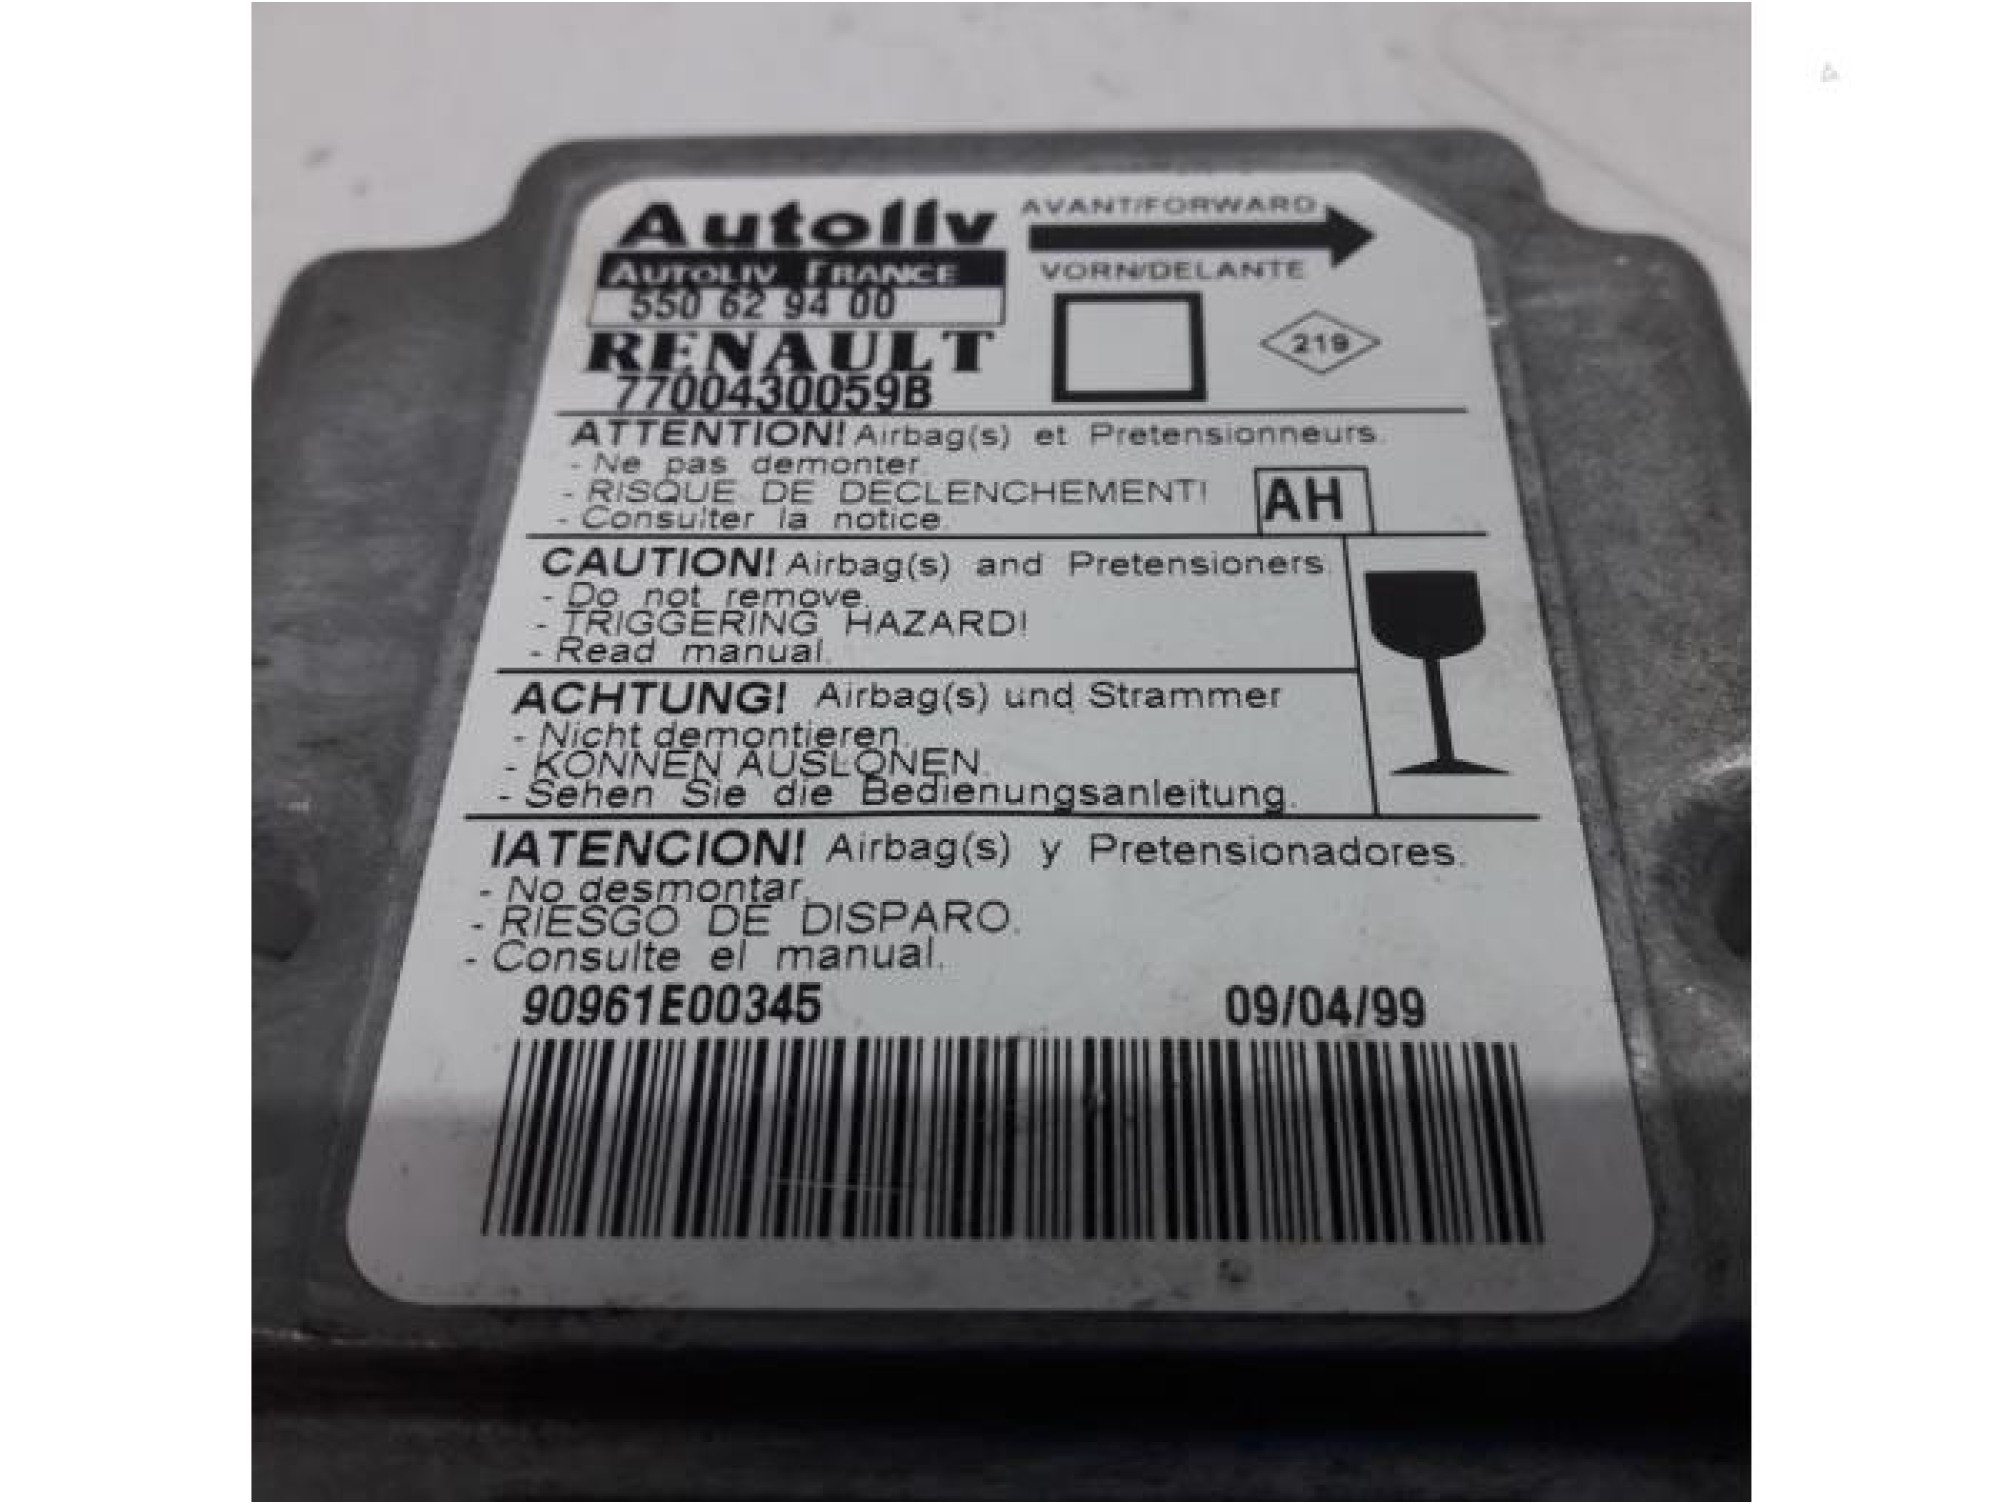 Autoliv
AVANT/FORWARD
AUTOLIV FRANCE
VORN/DELANTE
550 62 94 00
RENAULT
219
7700430059B
ATTENTION! Airbag(s) et Pretensionneurs.
- Ne pas demonter.
- RISQUE DE DECLENCHEMENT!
AH
- Consulter la notice.
CAUTION! Airbag(s) and Pretensioners.
- Do not remove.
- TRIGGERING HAZARD!
- Read manual.
ACHTUNG! Airbag(s) und Strammer
- Nicht demontieren.
- KONNEN AUSLONEN.
- Sehen Sie die Bedienungsanleitung.
!ATENCION! Airbag(s) y Pretensionadores.
- No desmontar.
- RIESGO DE DISPARO.
- Consulte el manual.
90961E00345
09/04/99